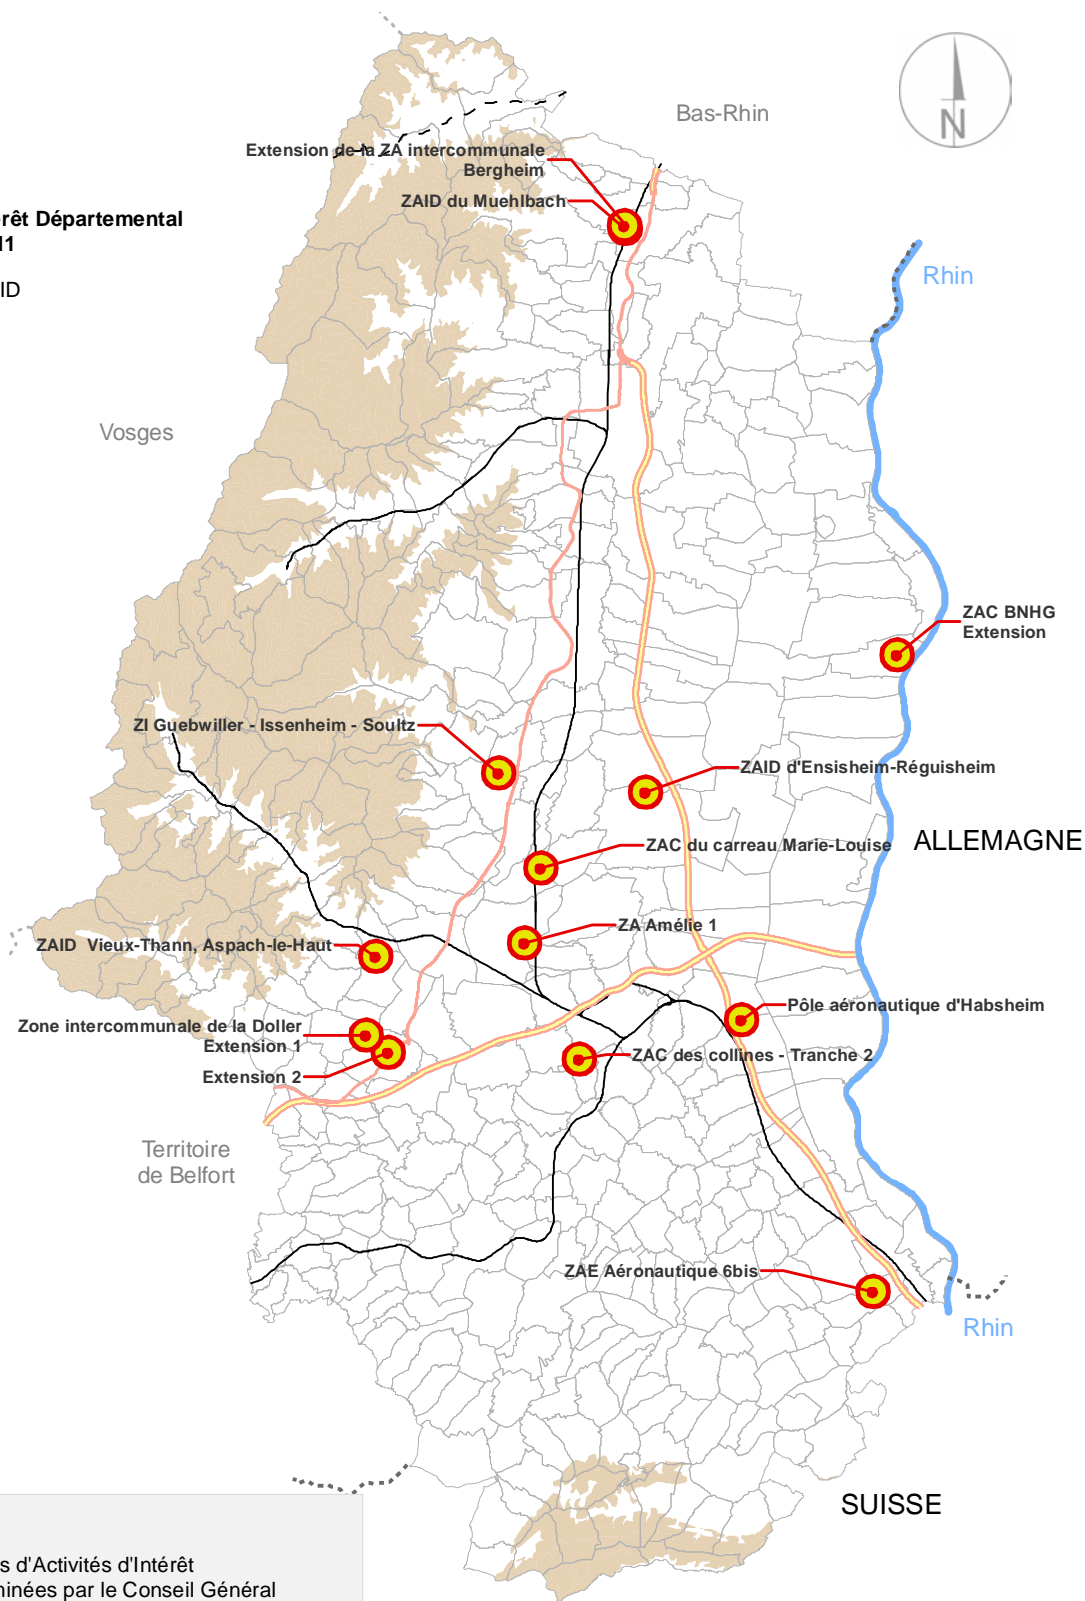 Bas-Rhin
N
Extension de la ZA intercommunale
Bergheim
ZAID du Muehlbach
rêt Départemental
11
ID
Rhin
Vosges
ZAC BNHG
Extension
ZI Guebwiller - Issenheim - Soultz
ZAID d'Ensisheim-Réguisheim
ALLEMAGNE
ZAC du carreau Marie-Louise
ZA Amélie 1
ZAID Vieux-Thann, Aspach-le-Haut
Pôle aéronautique d'Habsheim
Zone intercommunale de la Doller
Extension 1
Extension 2
ZAC des collines - Tranche 2
Territoire
de Belfort
ZAE Aéronautique 6bis
Rhin
SUISSE
s d'Activités d'Intérêt
ninées par le Conseil Général